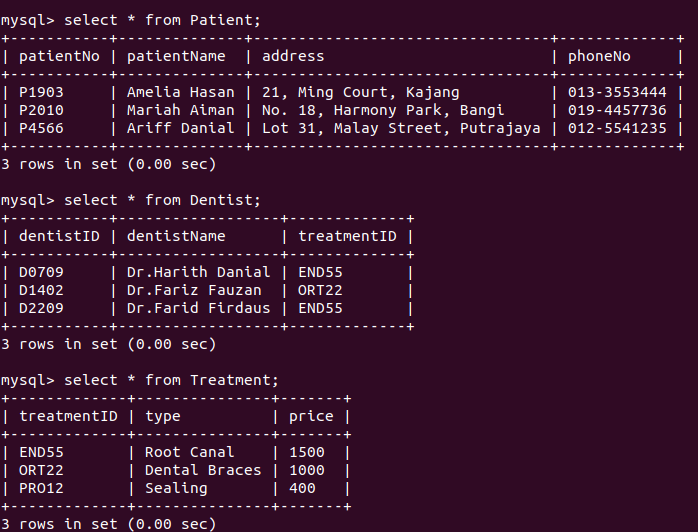 mysql> select * from Patient;
+-----------+--------------+----------------------------------+--------------+
| patientNo | patientName  | address                          | phoneNo      |
+-----------+--------------+----------------------------------+--------------+
| P1903     | Amelia Hasan | 21, Ming Court, Kajang           | 013-3553444 |
| P2010     | Mariah Aiman | No. 18, Harmony Park, Bangi      | 019-4457736 |
| P4566     | Ariff Danial | Lot 31, Malay Street, Putrajaya | 012-5541235 |
+-----------+--------------+----------------------------------+--------------+
3 rows in set (0.00 sec)
mysql> select * from Dentist;
+-----------+------------------+-------------+
| dentistID | dentistName      | treatmentID |
+-----------+------------------+-------------+
| D0709     | Dr.Harith Danial | END55       |
| D1402     | Dr.Fariz Fauzan  | ORT22       |
| D2209     | Dr.Farid Firdaus | END55       |
+-----------+------------------+-------------+
3 rows in set (0.00 sec)
mysql> select * from Treatment;
+-------------+---------------+-------+
| treatmentID | type          | price |
+-------------+---------------+-------+
| END55       | Root Canal    | 1500  |
| ORT22       | Dental Braces | 1000  |
| PRO12       | Sealing       | 400   |
+-------------+---------------+-------+
3 rows in set (0.00 sec)